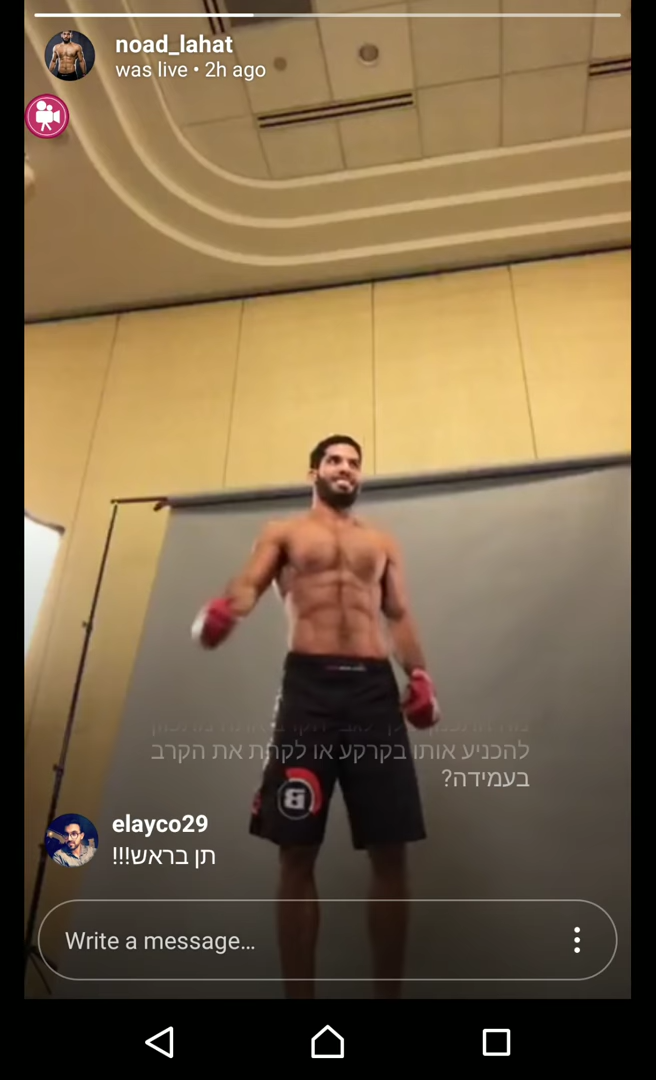 noad_lahat
was live • 2h ago
להכניע אותו בקרקע או לקחת את הקרב
בעמידה?
elayco29
תן בראש!!!
Write a message...
B